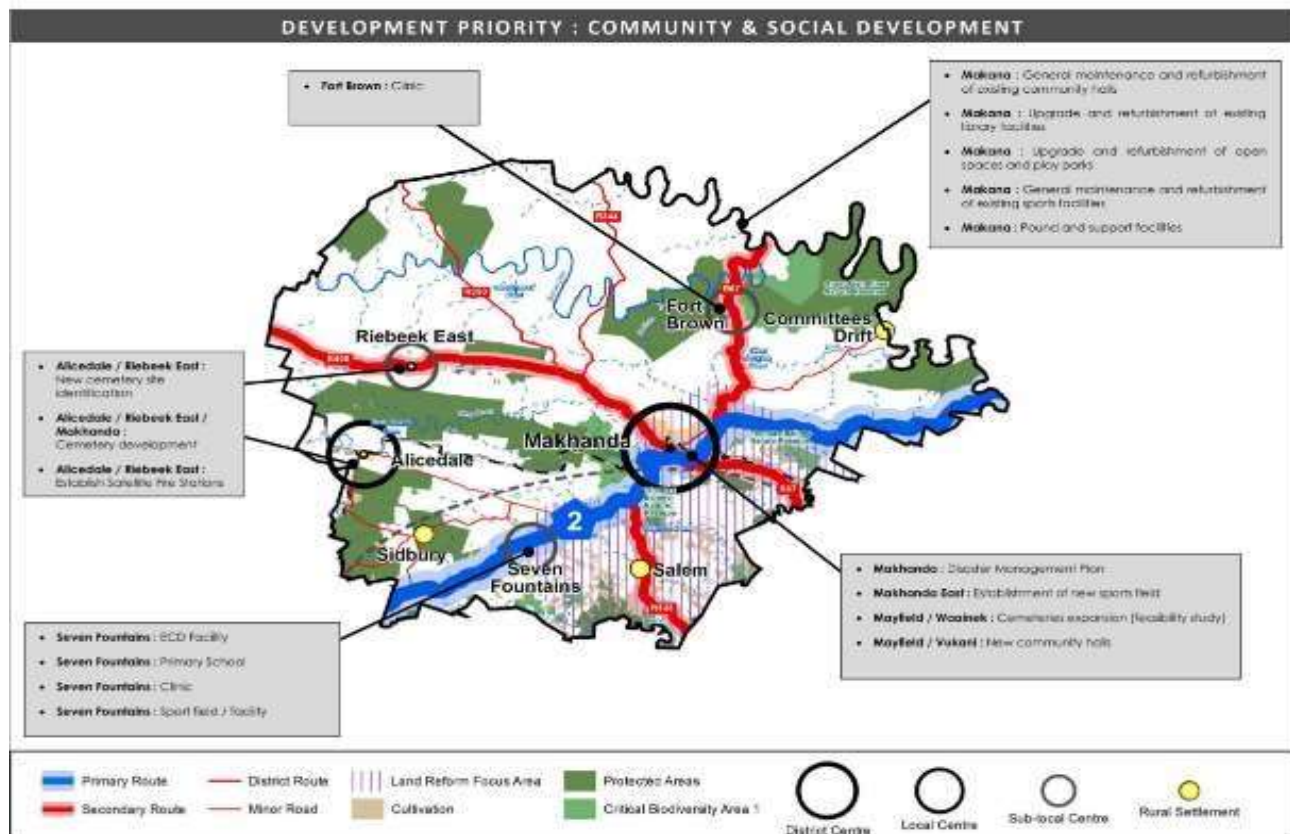 DEVELOPMENT PRIORITY : COMMUNITY & SOCIAL DEVELOPMENT
• Fort Brown : Clinic
• Makana : General maintenance and refurbishment
of existing community halls
• Makana : Upgrade and refurbishment of existing
library facilities
• Makana : Upgrade and refurbishment of open
spaces and play parks
• Makana : General maintenance and refurbishment
of existing sports facilities
• Makana : Pound and support facilities
R344
R67
Fort
Brown
Committees
Drift
Riebeek East
• Alicedale / Riebeek East :
New cemetery site
identification
• Alicedale / Riebeek East /
Makhanda :
Cemetery development
• Alicedale / Riebeek East :
Establish Satellite Fire Stations
Makhanda
Alicedale
R67
2
Sidbury
Seven
Fountains
Salem
• Makhanda : Disaster Management Plan
• Makhanda East : Establishment of new sports field
• Mayfield / Waainek : Cemeteries expansion (feasibility study)
• Mayfield / Vukani : New community halls
• Seven Fountains : ECD Facility
• Seven Fountains : Primary School
• Seven Fountains : Clinic
• Seven Fountains : Sport field / facility
Primary Route
District Route
Land Reform Focus Area
Protected Areas
Secondary Route
Minor Road
Cultivation
Critical Biodiversity Area 1
District Centre
Local Centre
Sub-local Centre
Rural Settlement